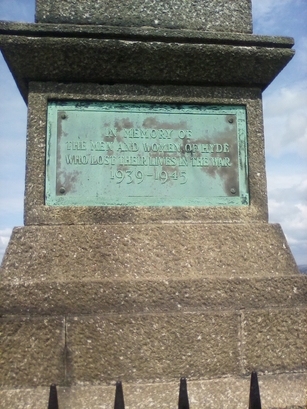 IN MEMORY OF
THE MEN AND WOMEN OF HYDE
WHO LOST THEIR LIVES IN THE WAR
1939-1945